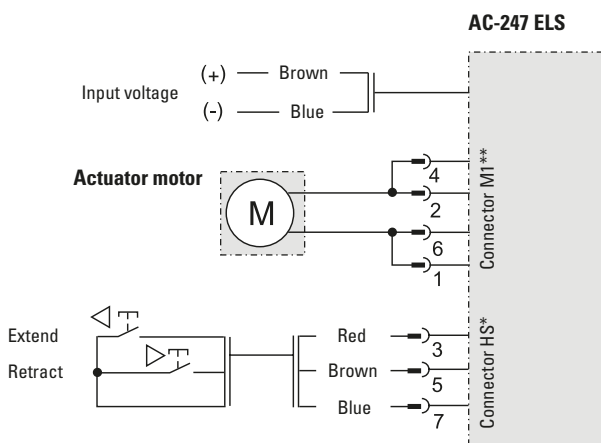 AC-247 ELS
(+) Brown
Input voltage
(-) Blue
Actuator motor
M
4
2
6
1
Connector M1**
Extend
Retract
Red
Brown
Blue
3
5
7
Connector HS*